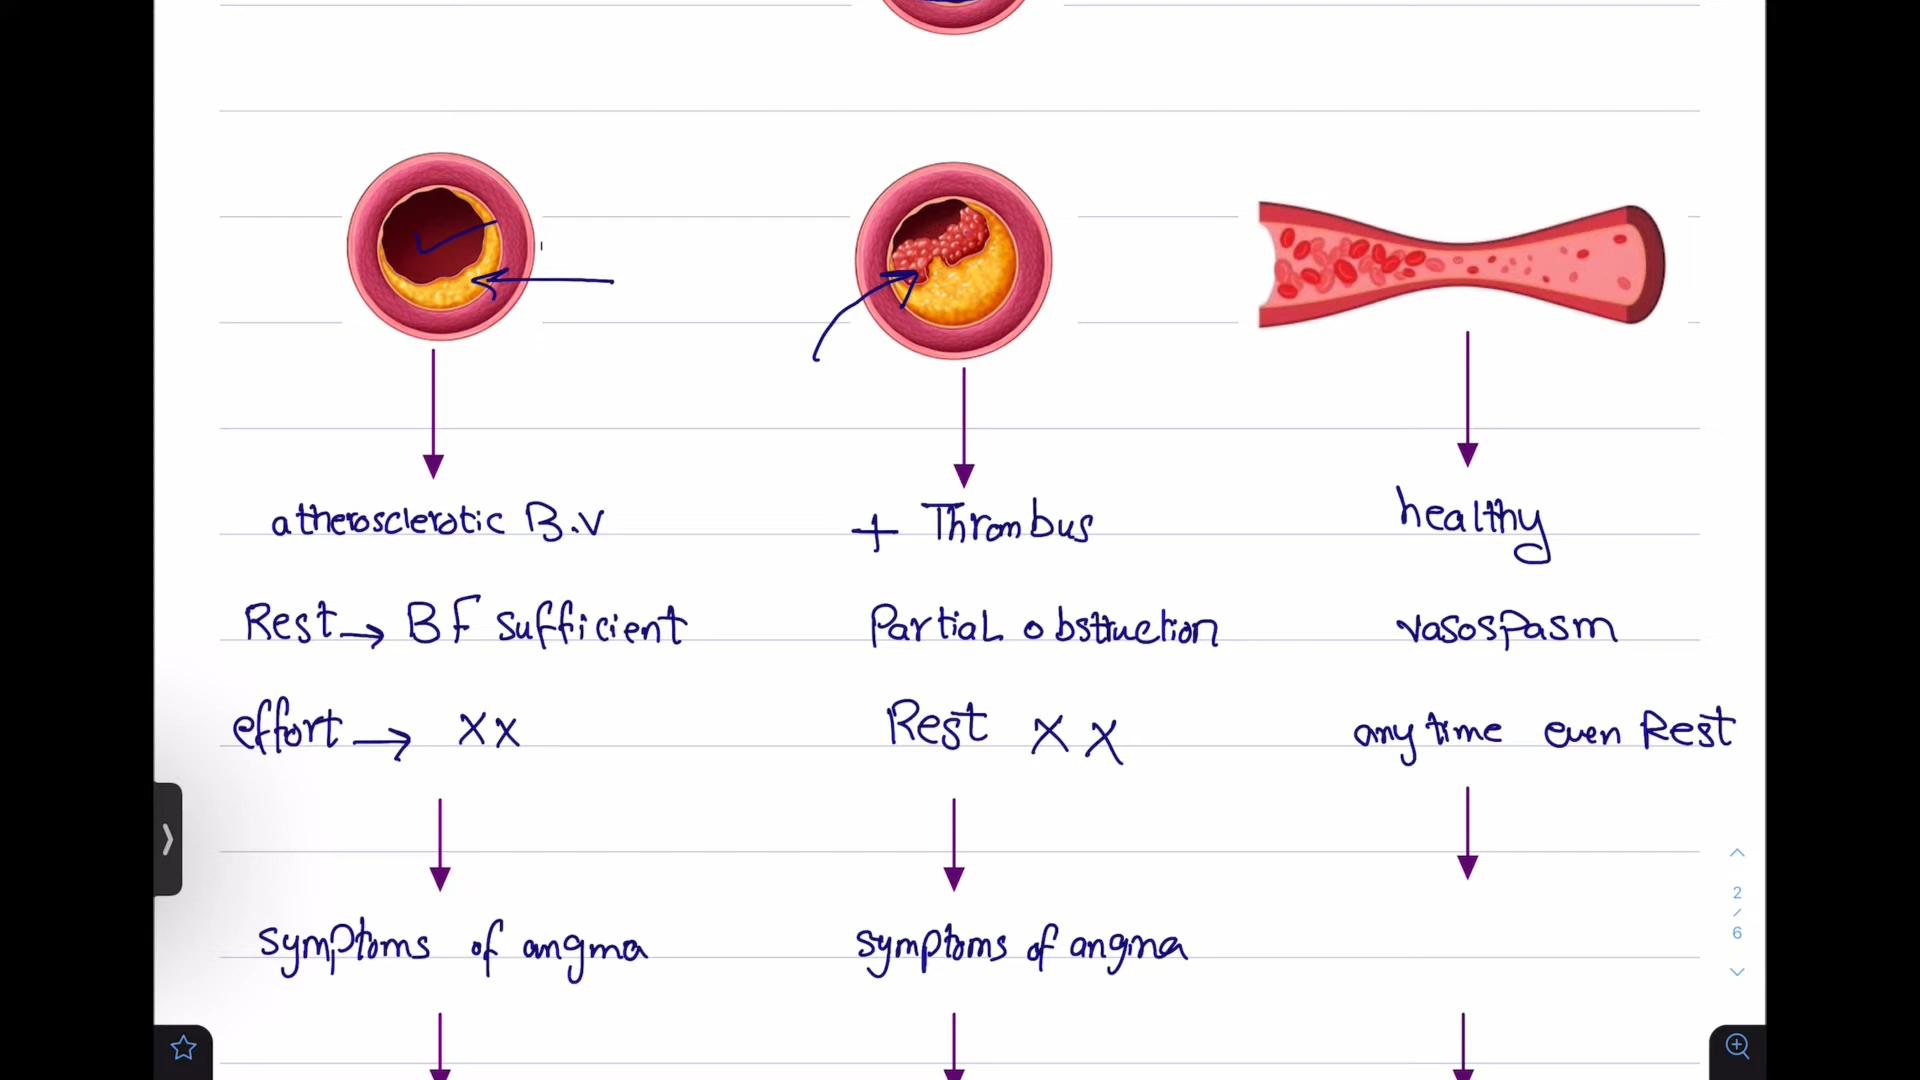 atherosclerotic B.V
Rest → BF sufficient
effort → XX
symptoms of angina
+ Thrombus
Partial obstruction
Rest X X
symptoms of angina
healthy
vasospasm
any time even Rest
2
/
6